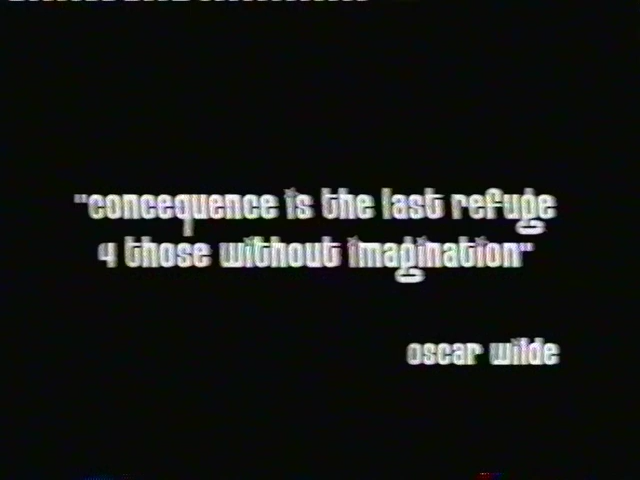 "concequence is the last refuge
4 those without imagination"
oscar wilde